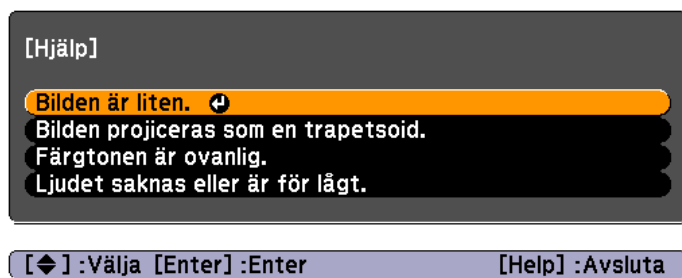 [Hjälp]
Bilden är liten.
Bilden projiceras som en trapetsoid.
Färgtonen är ovanlig.
Ljudet saknas eller är för lågt.
[◆] :Välja [Enter] :Enter [Help] :Avsluta